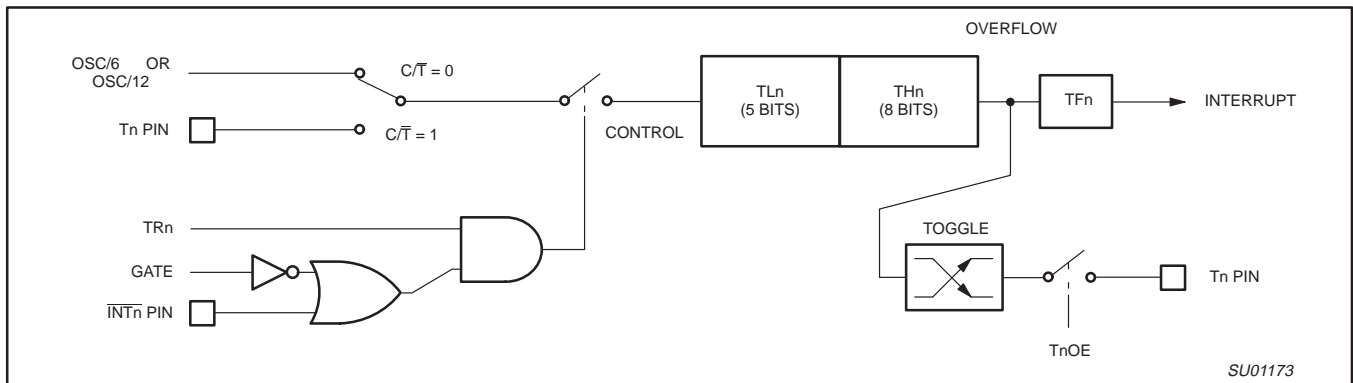 OVERFLOW
OSC/6 OR
OSC/12
C/T̅ = 0
TLn
(5 BITS)
THn
(8 BITS)
TFn
INTERRUPT
Tn PIN
C/T̅ = 1
CONTROL
TRn
TOGGLE
GATE
Tn PIN
I̅N̅T̅n̅ PIN
TnOE
SU01173